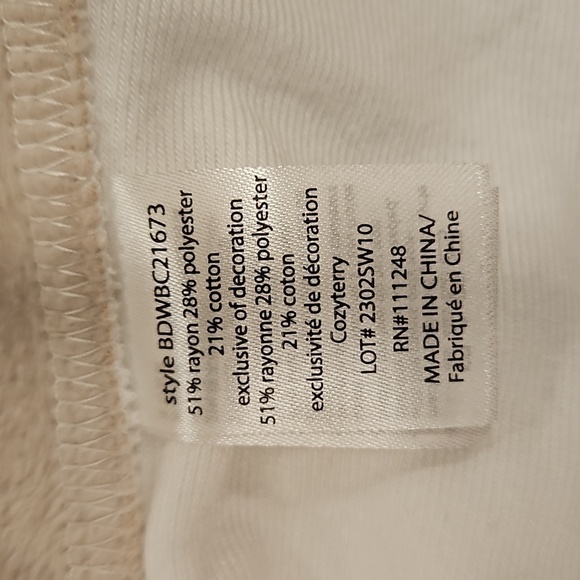 style BDWBC21673
51% rayon 28% polyester
21% cotton
exclusive of decoration
51% rayonne 28% polyester
21% coton
exclusivité de décoration
Cozyterry
LOT# 2302SW10
RN#111248
MADE IN CHINA/
Fabriqué en Chine